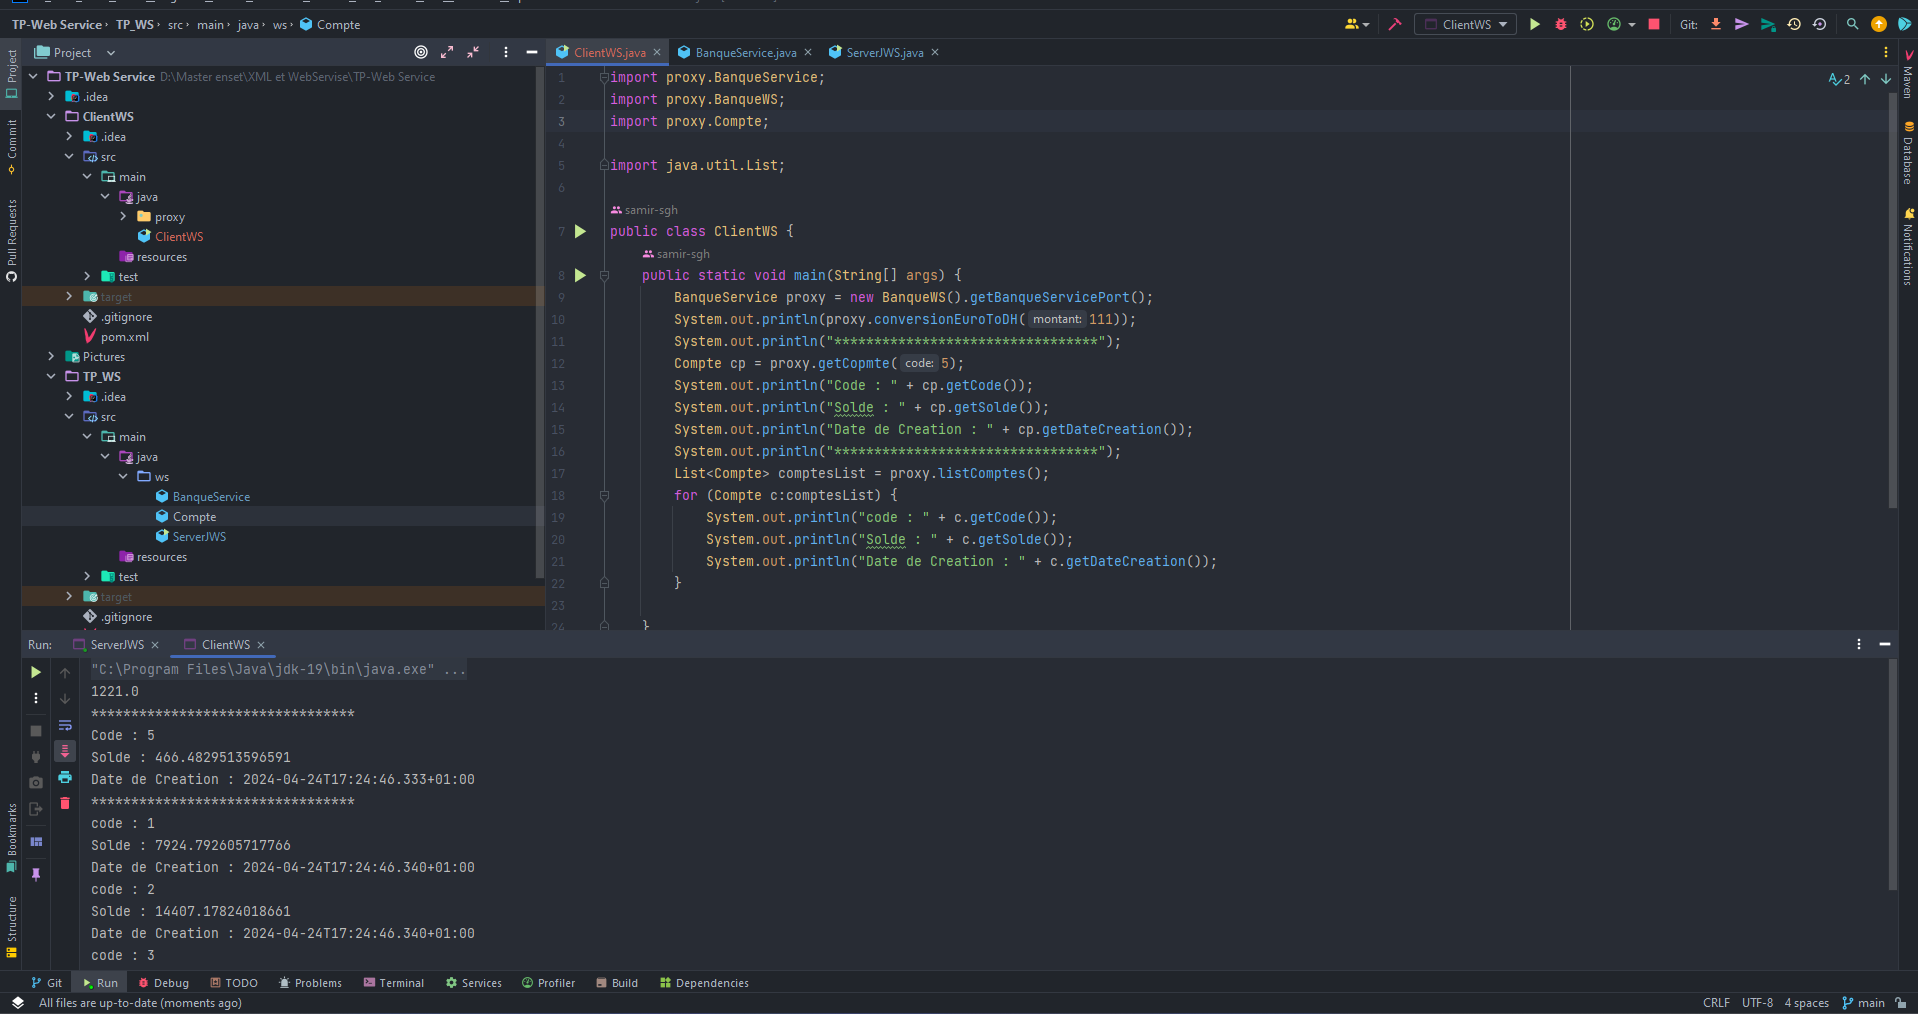 TP-Web Service › TP_WS › src › main › java › ws › Compte
ClientWS
Git:
Project
ClientWS.java
BanqueService.java
ServerJWS.java
TP-Web Service D:\Master enset\XML et WebServise\TP-Web Service
.idea
ClientWS
.idea
src
main
java
proxy
ClientWS
resources
test
target
.gitignore
pom.xml
Pictures
TP_WS
.idea
src
main
java
ws
BanqueService
Compte
ServerJWS
resources
test
target
.gitignore
Project
Commit
Pull Requests
Bookmarks
Structure
2
1 import proxy.BanqueService;
2 import proxy.BanqueWS;
3 import proxy.Compte;
4
5 import java.util.List;
6
samir-sgh
7 public class ClientWS {
samir-sgh
8 public static void main(String[] args) {
9 BanqueService proxy = new BanqueWS().getBanqueServicePort();
10 System.out.println(proxy.conversionEuroToDH( montant: 111));
11 System.out.println("*********************************");
12 Compte cp = proxy.getCopmte( code: 5);
13 System.out.println("Code : " + cp.getCode());
14 System.out.println("Solde : " + cp.getSolde());
15 System.out.println("Date de Creation : " + cp.getDateCreation());
16 System.out.println("*********************************");
17 List<Compte> comptesList = proxy.listComptes();
18 for (Compte c:comptesList) {
19 System.out.println("code : " + c.getCode());
20 System.out.println("Solde : " + c.getSolde());
21 System.out.println("Date de Creation : " + c.getDateCreation());
22 }
23
24 }
Maven
Database
Notifications
Run: ServerJWS ClientWS
"C:\Program Files\Java\jdk-19\bin\java.exe" ...
1221.0
*********************************
Code : 5
Solde : 466.4829513596591
Date de Creation : 2024-04-24T17:24:46.333+01:00
*********************************
code : 1
Solde : 7924.792605717766
Date de Creation : 2024-04-24T17:24:46.340+01:00
code : 2
Solde : 14407.17824018661
Date de Creation : 2024-04-24T17:24:46.340+01:00
code : 3
Git Run Debug TODO Problems Terminal Services Profiler Build Dependencies
All files are up-to-date (moments ago)
CRLF UTF-8 4 spaces main